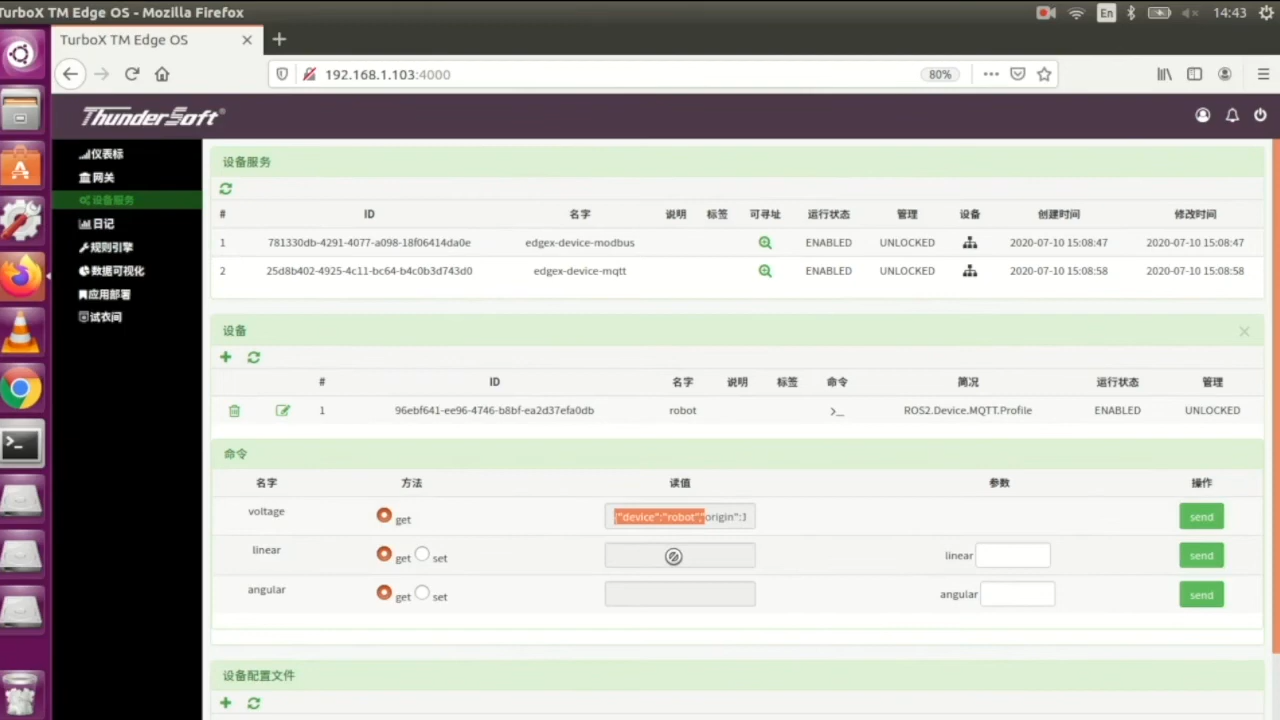 TurboX TM Edge OS - Mozilla Firefox
En
14:43
TurboX TM Edge OS
192.168.1.103:4000
80%
ThunderSoft®
仪表标
网关
设备服务
日记
规则引擎
数据可视化
应用部署
试衣间
设备服务
# ID 名字 说明 标签 可寻址 运行状态 管理 设备 创建时间 修改时间
1 781330db-4291-4077-a098-18f06414da0e edgex-device-modbus ENABLED UNLOCKED 2020-07-10 15:08:47 2020-07-10 15:08:47
2 25d8b402-4925-4c11-bc64-b4c0b3d743d0 edgex-device-mqtt ENABLED UNLOCKED 2020-07-10 15:08:58 2020-07-10 15:08:58
设备
# ID 名字 说明 标签 命令 简况 运行状态 管理
1 96ebf641-ee96-4746-b8bf-ea2d37efa0db robot >_ ROS2.Device.MQTT.Profile ENABLED UNLOCKED
命令
名字 方法 读值 参数 操作
voltage get {"device":"robot","origin":1 send
linear get set linear send
angular get set angular send
设备配置文件